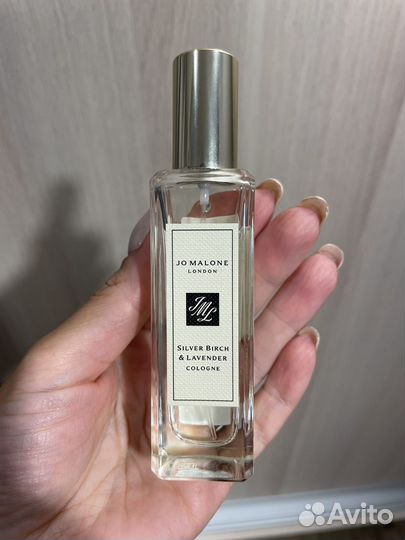 JO MALONE
LONDON
JML
SILVER BIRCH
& LAVENDER
COLOGNE
Avito